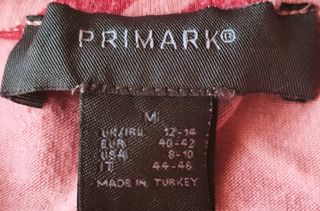 PRIMARK®
M
UK/IRL 12-14
EUR 40-42
USA 8-10
IT 44-46
MADE IN TURKEY